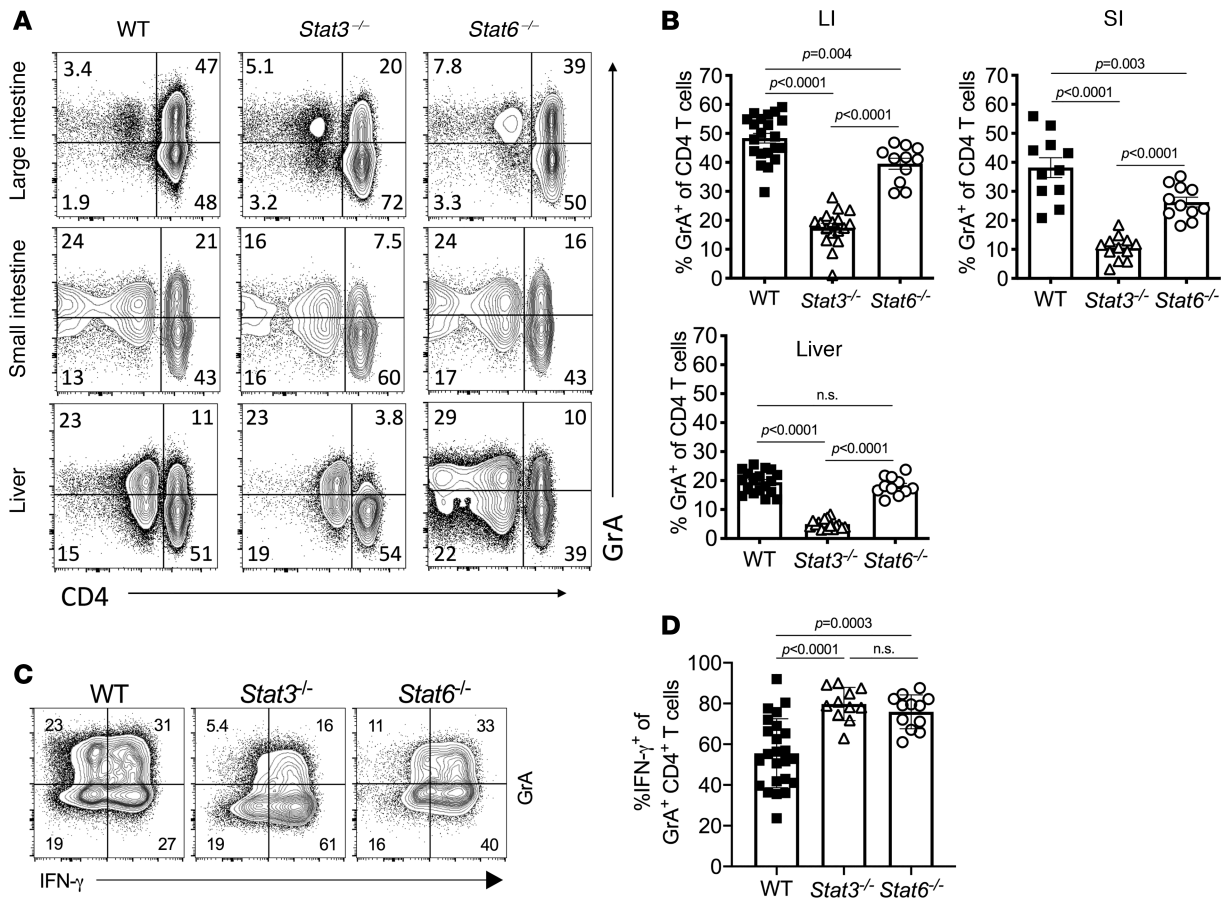 A
WT
Stat3 –/–
Stat6 –/–
Large intestine
3.4
47
1.9
48
5.1
20
3.2
72
7.8
39
3.3
50
Small intestine
24
21
13
43
16
7.5
16
60
24
16
17
43
Liver
23
11
15
51
23
3.8
19
54
29
10
22
39
GrA
CD4
B
LI
p=0.004
p<0.0001
p<0.0001
% GrA+ of CD4 T cells
70
60
50
40
30
20
10
0
WT
Stat3-/-
Stat6-/-
SI
p=0.003
p<0.0001
p<0.0001
% GrA+ of CD4 T cells
70
60
50
40
30
20
10
0
WT
Stat3-/-
Stat6-/-
Liver
n.s.
p<0.0001
p<0.0001
% GrA+ of CD4 T cells
70
60
50
40
30
20
10
0
WT
Stat3-/-
Stat6-/-
C
WT
Stat3-/-
Stat6-/-
23
31
19
27
5.4
16
19
61
11
33
16
40
GrA
IFN-γ
D
p=0.0003
p<0.0001
n.s.
%IFN-γ+ of
GrA+ CD4+ T cells
100
80
60
40
20
0
WT
Stat3-/-
Stat6-/-